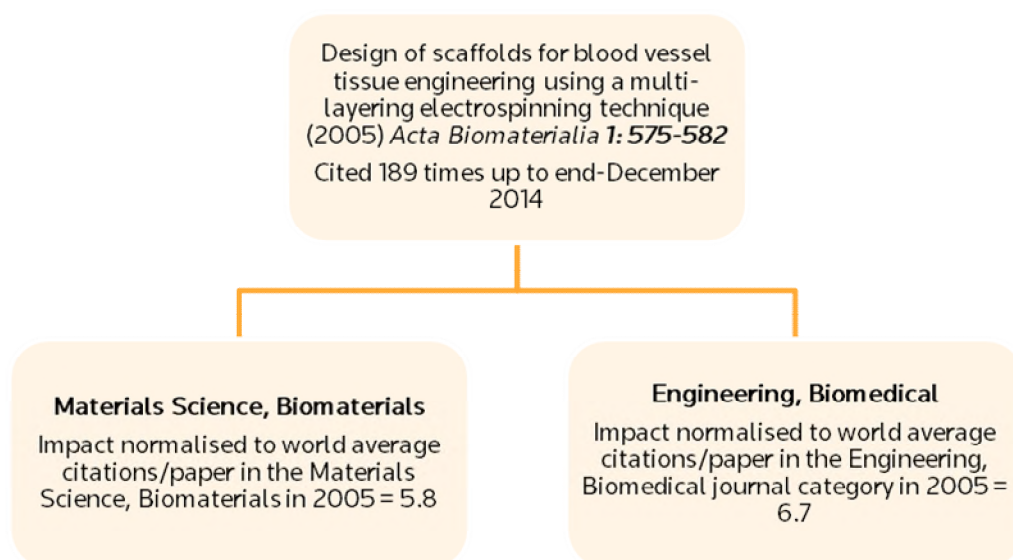 Design of scaffolds for blood vessel
tissue engineering using a multi-
layering electrospinning technique
(2005) Acta Biomaterialia 1: 575-582
Cited 189 times up to end-December
2014
Materials Science, Biomaterials
Impact normalised to world average
citations/paper in the Materials
Science, Biomaterials in 2005 = 5.8
Engineering, Biomedical
Impact normalised to world average
citations/paper in the Engineering,
Biomedical journal category in 2005 =
6.7